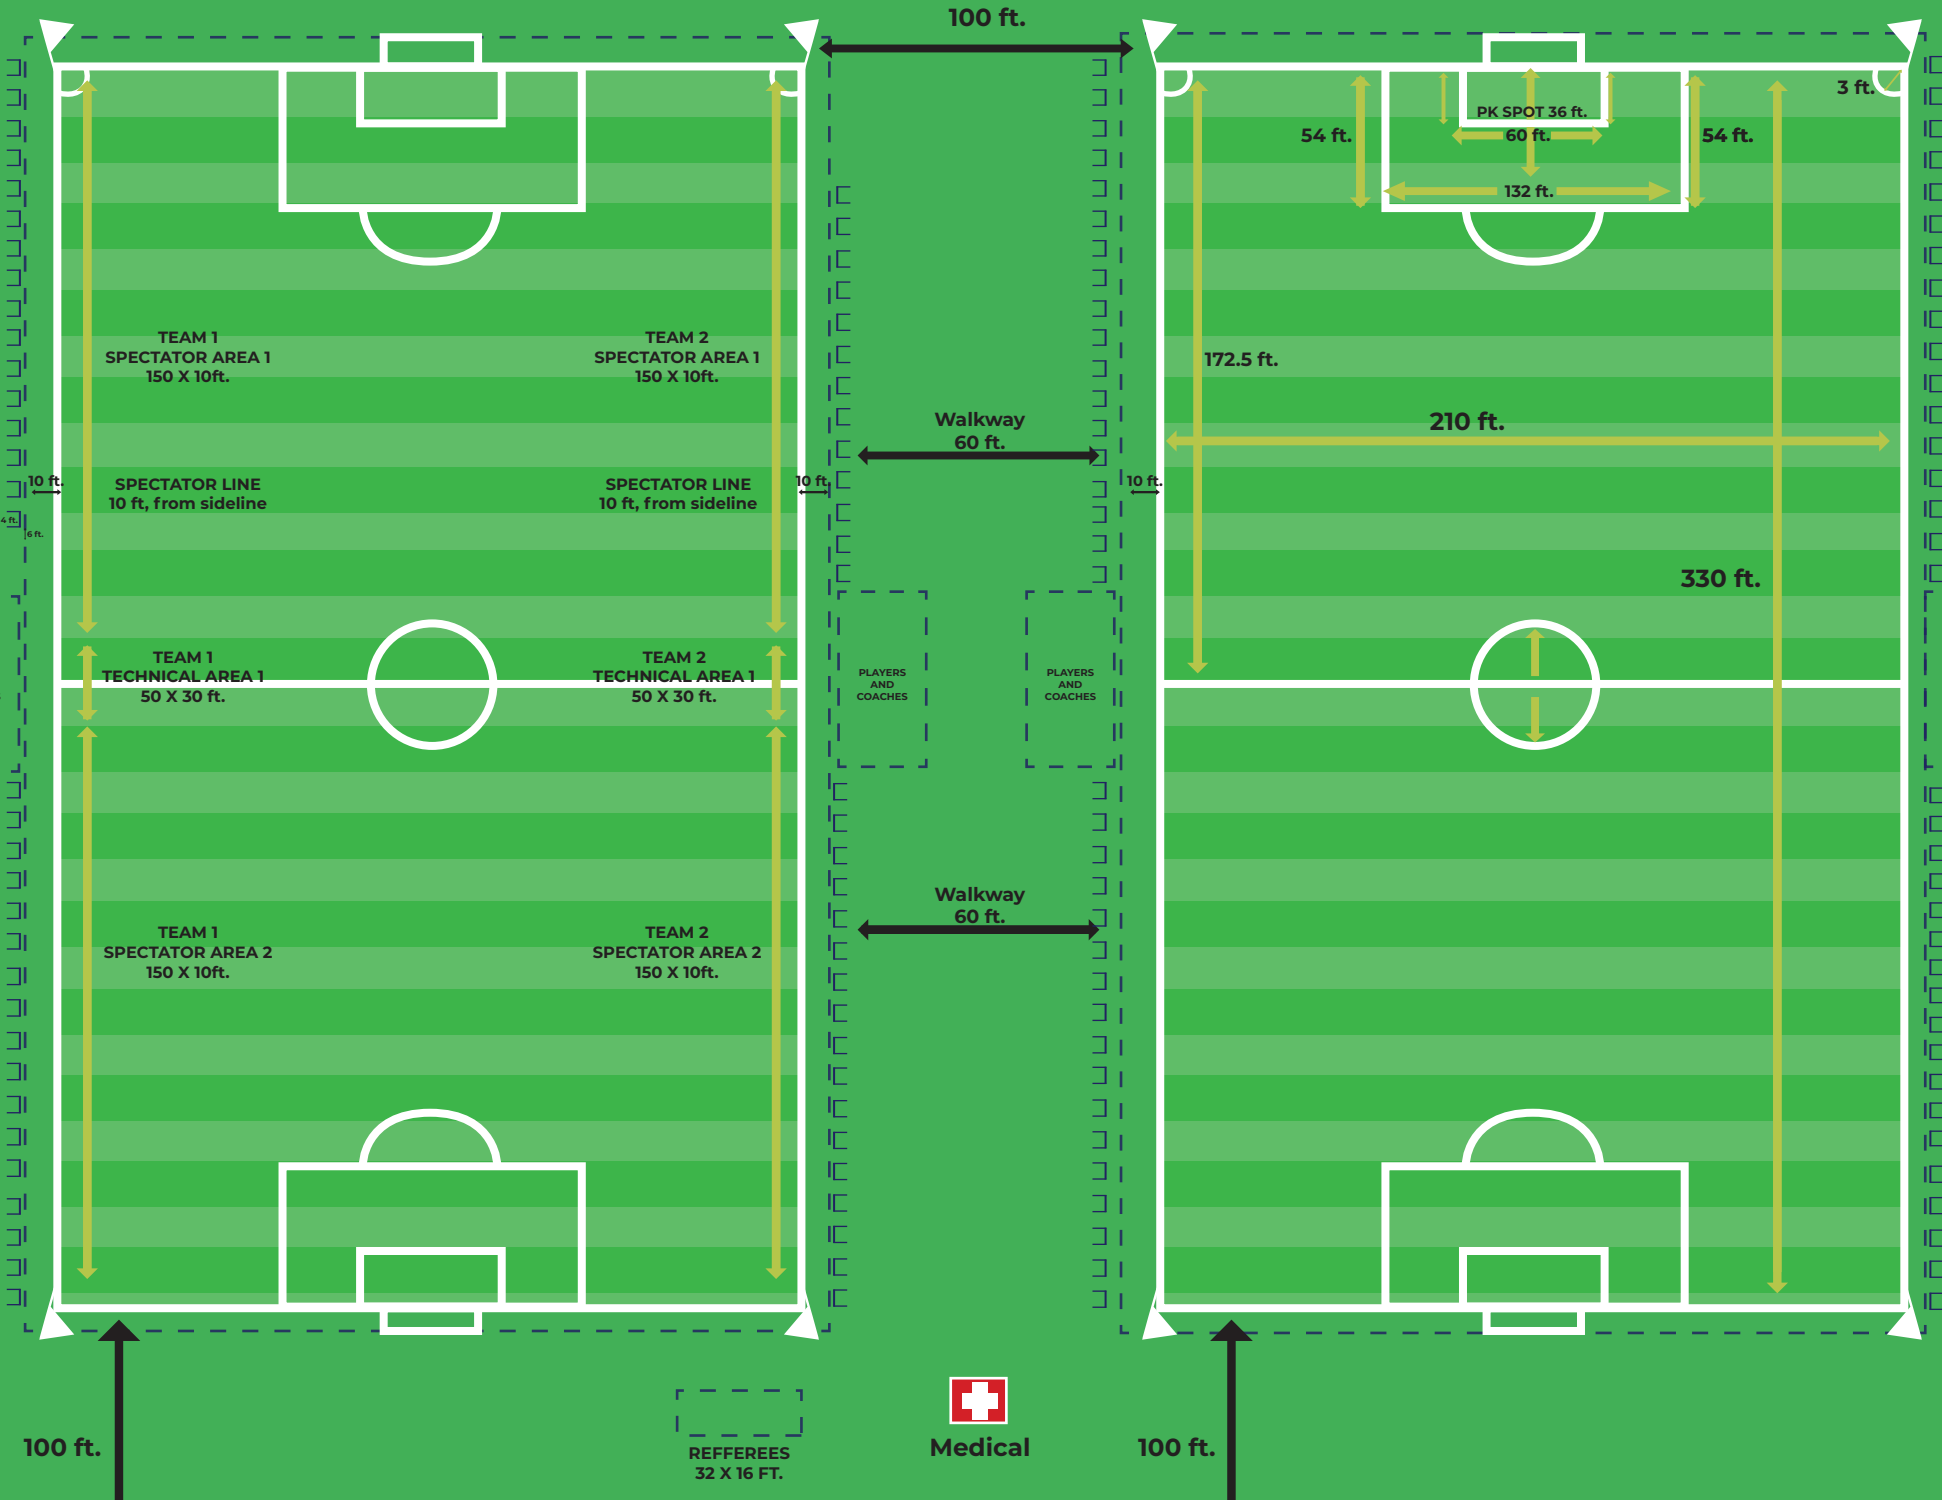 100 ft.
3 ft.
PK SPOT 36 ft.
54 ft.
60 ft.
54 ft.
132 ft.
TEAM 1
SPECTATOR AREA 1
150 X 10ft.
TEAM 2
SPECTATOR AREA 1
150 X 10ft.
172.5 ft.
Walkway
60 ft.
210 ft.
10 ft.
SPECTATOR LINE
10 ft, from sideline
SPECTATOR LINE
10 ft, from sideline
10 ft.
10 ft.
4 ft.
6 ft.
330 ft.
TEAM 1
TECHNICAL AREA 1
50 X 30 ft.
TEAM 2
TECHNICAL AREA 1
50 X 30 ft.
PLAYERS
AND
COACHES
PLAYERS
AND
COACHES
TEAM 1
SPECTATOR AREA 2
150 X 10ft.
TEAM 2
SPECTATOR AREA 2
150 X 10ft.
Walkway
60 ft.
100 ft.
REFFEREES
32 X 16 FT.
Medical
100 ft.